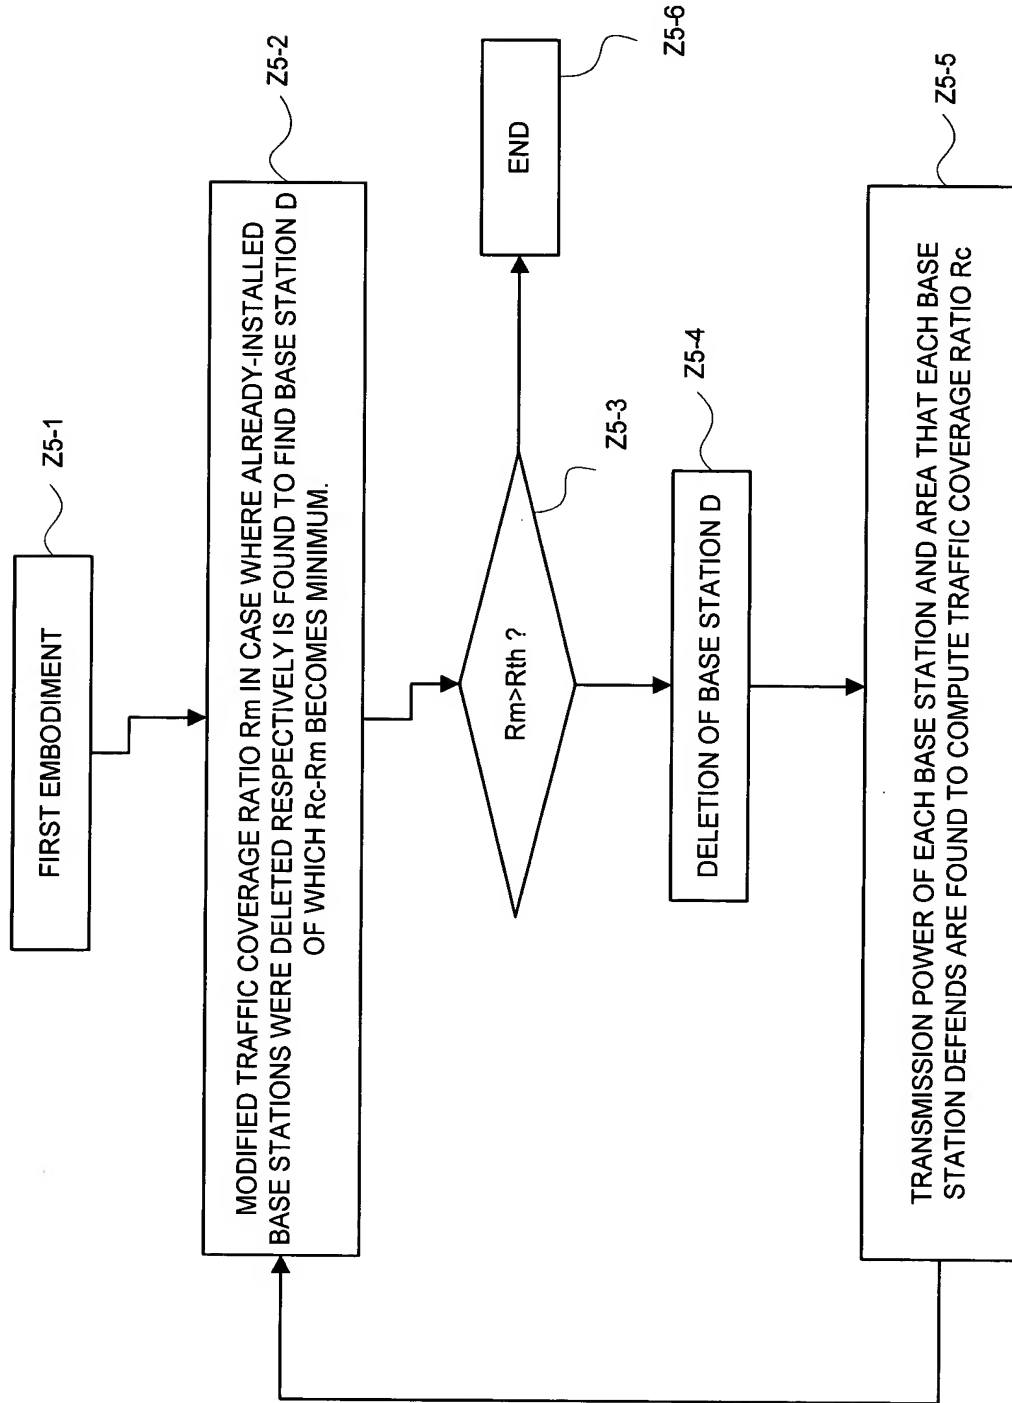 FIRST EMBODIMENT
Z5-1
MODIFIED TRAFFIC COVERAGE RATIO Rm IN CASE WHERE ALREADY-INSTALLED
BASE STATIONS WERE DELETED RESPECTIVELY IS FOUND TO FIND BASE STATION D
OF WHICH Rc-Rm BECOMES MINIMUM.
Z5-2
Rm>Rth ?
Z5-3
END
Z5-6
DELETION OF BASE STATION D
Z5-4
TRANSMISSION POWER OF EACH BASE STATION AND AREA THAT EACH BASE
STATION DEFENDS ARE FOUND TO COMPUTE TRAFFIC COVERAGE RATIO Rc
Z5-5